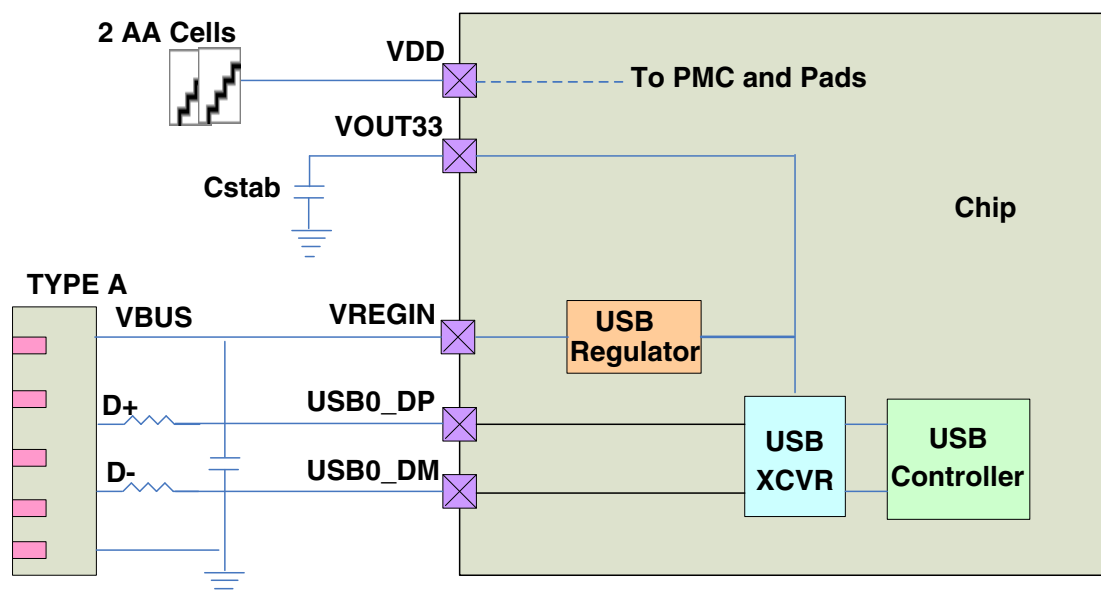 2 AA Cells
VDD
To PMC and Pads
VOUT33
Cstab
Chip
TYPE A
VBUS
VREGIN
USB
Regulator
D+
USB0_DP
D-
USB0_DM
USB
XCVR
USB
Controller